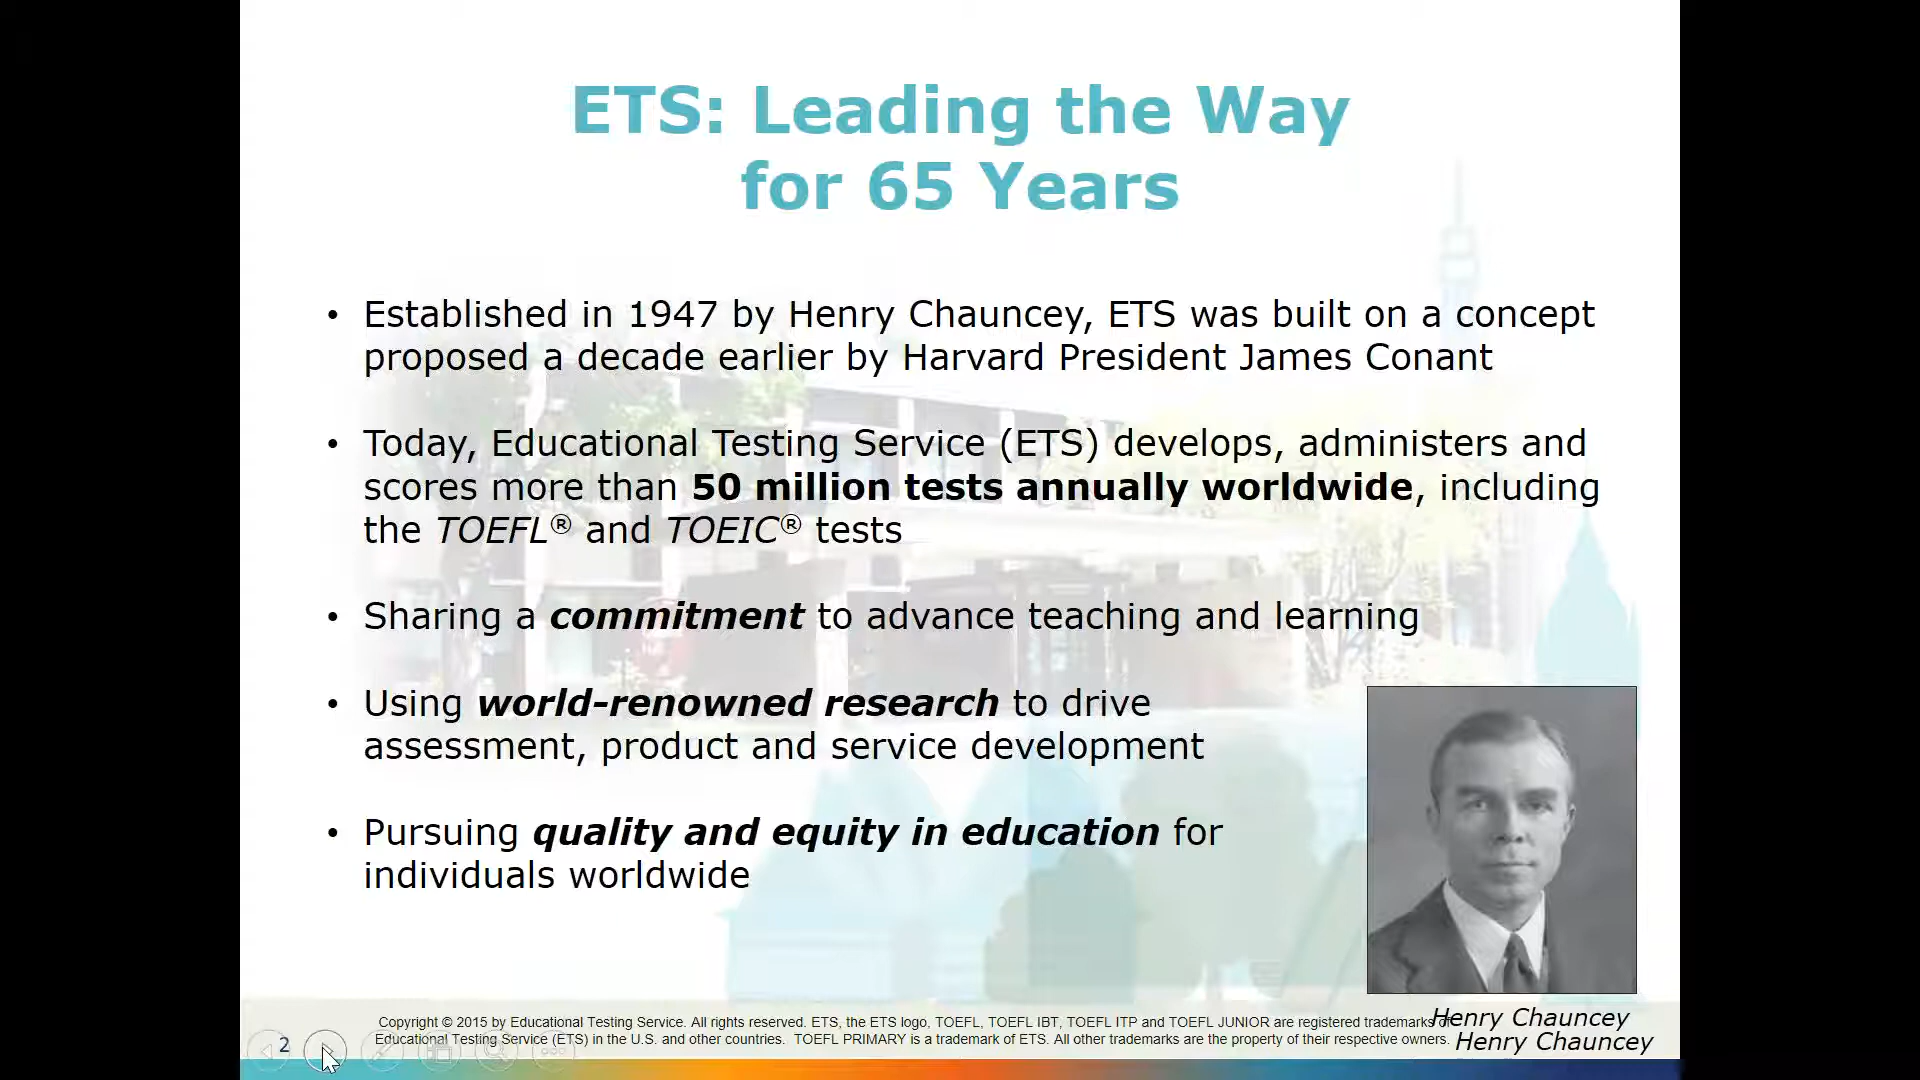 ETS: Leading the Way
for 65 Years
• Established in 1947 by Henry Chauncey, ETS was built on a concept
proposed a decade earlier by Harvard President James Conant
• Today, Educational Testing Service (ETS) develops, administers and
scores more than 50 million tests annually worldwide, including
the TOEFL® and TOEIC® tests
• Sharing a commitment to advance teaching and learning
• Using world-renowned research to drive
assessment, product and service development
• Pursuing quality and equity in education for
individuals worldwide
Copyright © 2015 by Educational Testing Service. All rights reserved. ETS, the ETS logo, TOEFL, TOEFL IBT, TOEFL ITP and TOEFL JUNIOR are registered trademarks of
Educational Testing Service (ETS) in the U.S. and other countries. TOEFL PRIMARY is a trademark of ETS. All other trademarks are the property of their respective owners.
Henry Chauncey
Henry Chauncey
2